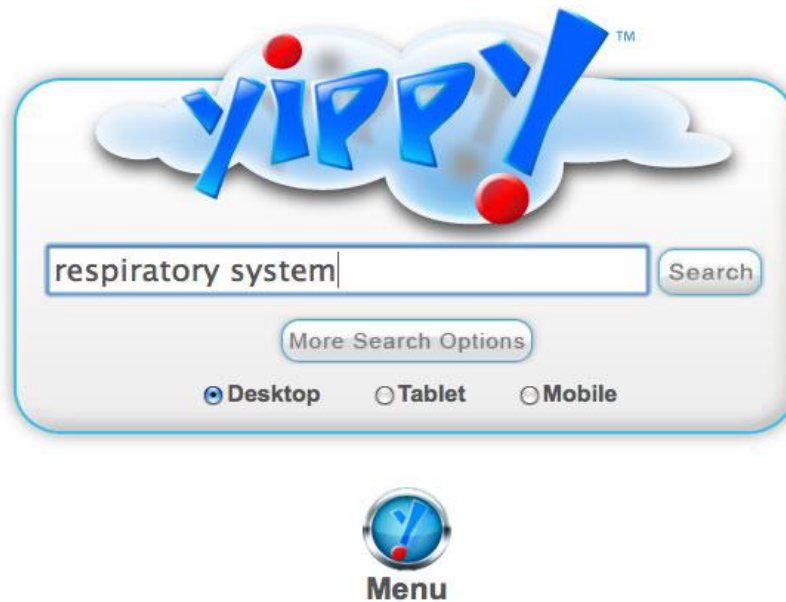 yippy! TM
respiratory system
Search
More Search Options
Desktop Tablet Mobile
y!
Menu